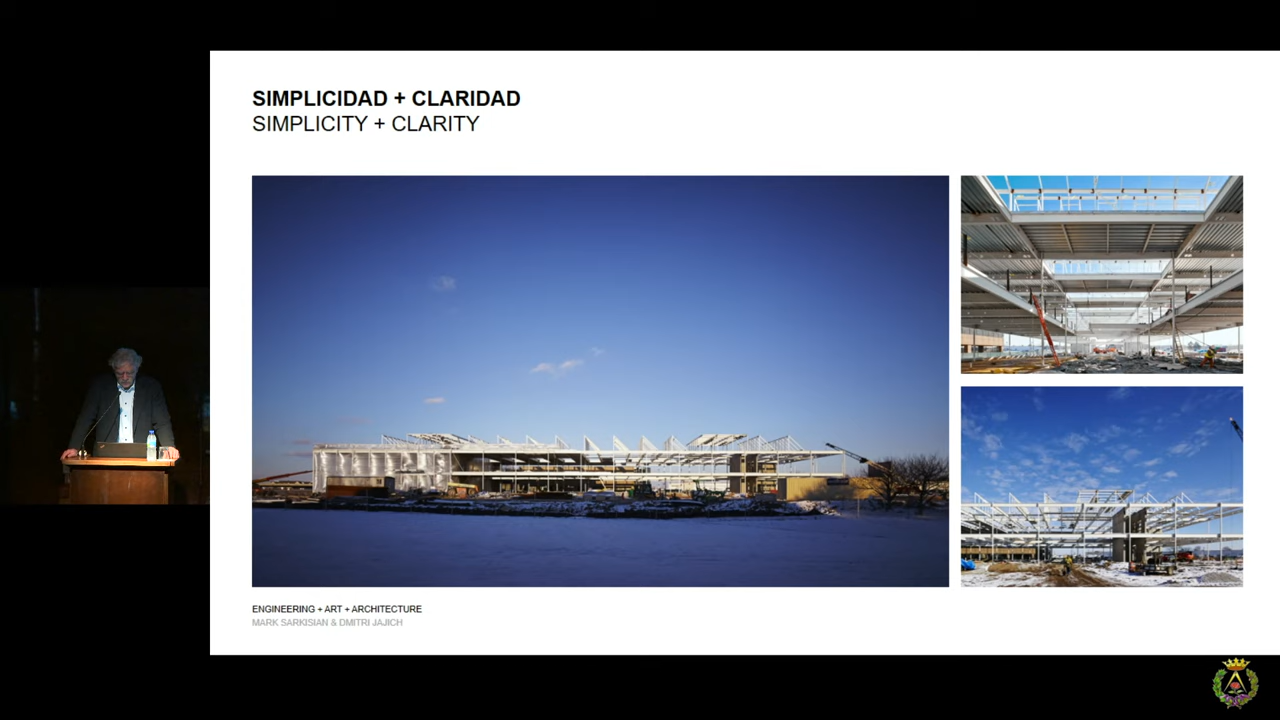 SIMPLICIDAD + CLARIDAD
SIMPLICITY + CLARITY
ENGINEERING + ART + ARCHITECTURE
MARK SARKISIAN & DMITRI JAJICH